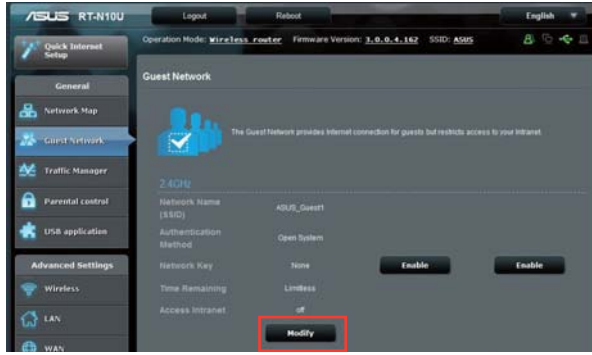 ASUS RT-N10U Logout Reboot English
Quick Internet Setup
Operation Mode: Wireless router Firmware Version: 3.0.0.4.162 SSID: ASUS
General
Network Map
Guest Network
Traffic Manager
Parental control
USB application
Advanced Settings
Wireless
LAN
WAN
Guest Network
The Guest Network provides Internet connection for guests but restricts access to your Intranet.
2.4GHz
Network Name (SSID) ASUS_Guest1
Authentication Method Open System
Network Key None Enable Enable
Time Remaining Limitless
Access Intranet off
Modify